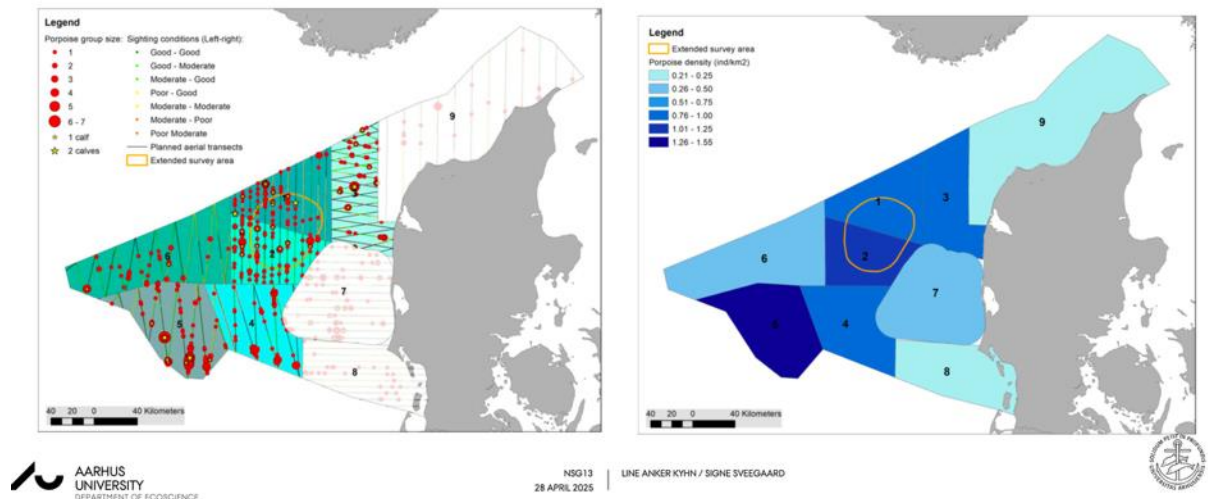 Legend
Porpoise group size: Sighting conditions (Left-right):
1 Good - Good
2 Good - Moderate
3 Moderate - Good
4 Poor - Good
5 Moderate - Moderate
6 - 7 Moderate - Poor
1 calf Poor Moderate
2 calves Planned aerial transects
Extended survey area
9
3
1
2
6
7
5
4
8
40 20 0 40 Kilometers
Legend
Extended survey area
Porpoise density (ind/km2)
0.21 - 0.25
0.26 - 0.50
0.51 - 0.75
0.76 - 1.00
1.01 - 1.25
1.26 - 1.55
9
1
3
2
6
7
5
4
8
40 20 0 40 Kilometers
AARHUS
UNIVERSITY
DEPARTMENT OF ECOSCIENCE
NSG13
28 APRIL 2025
LINE ANKER KYHN / SIGNE SVEEGAARD